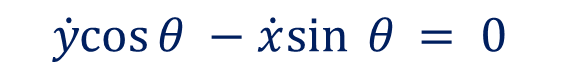 ẏcos θ − ẋsin θ = 0